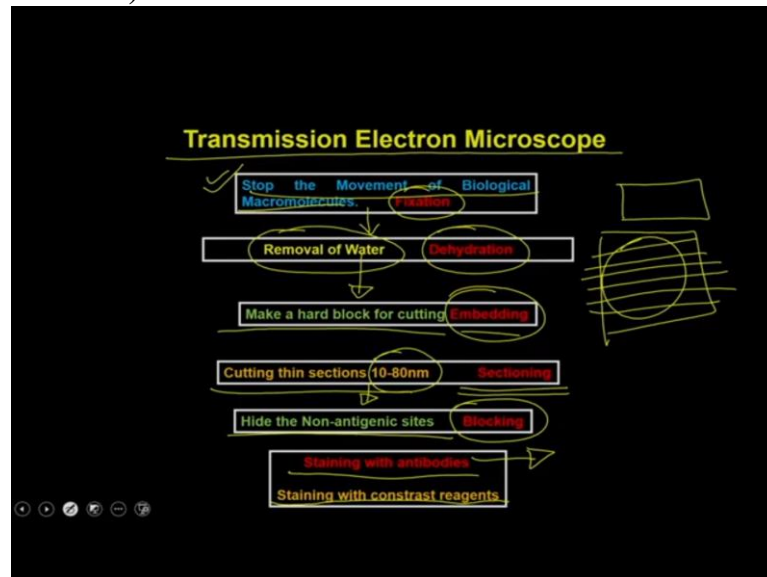 Transmission Electron Microscope
Stop the Movement of Biological
Macromolecules. Fixation
Removal of Water Dehydration
Make a hard block for cutting Embedding
Cutting thin sections 10-80nm Sectioning
Hide the Non-antigenic sites Blocking
Staining with antibodies
Staining with constrast reagents